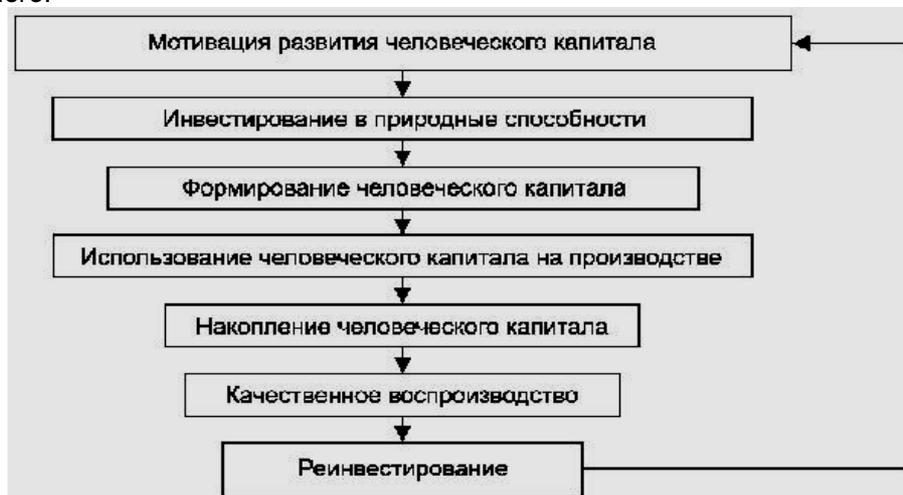 Мотивация развития человеческого капитала
Инвестирование в природные способности
Формирование человеческого капитала
Использование человеческого капитала на производстве
Накопление человеческого капитала
Качественное воспроизводство
Реинвестирование